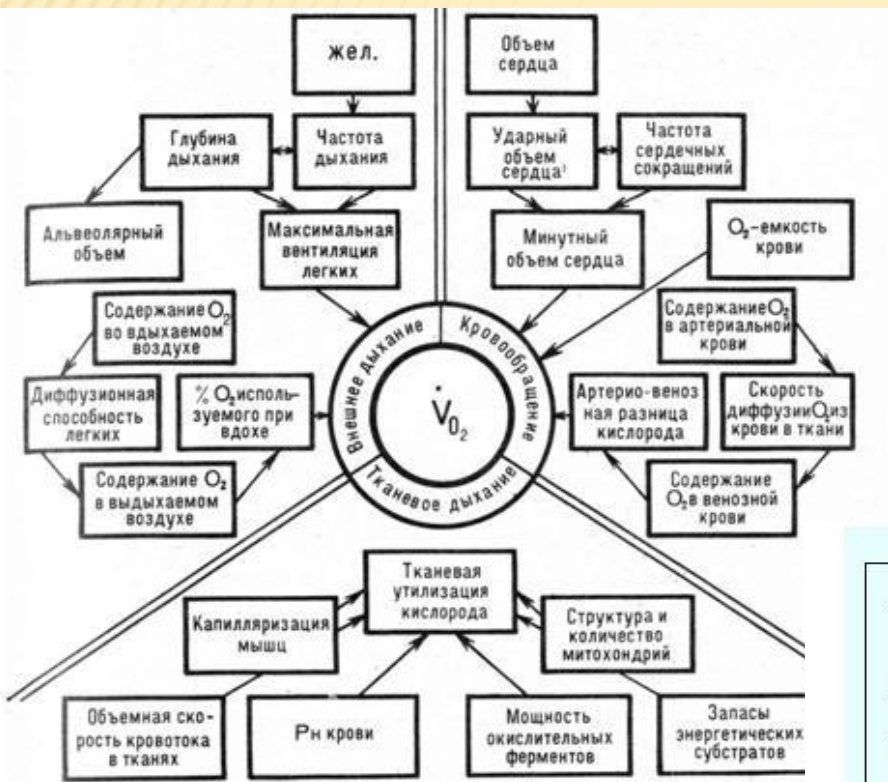 жел.
Глубина
дыхания
Частота
дыхания
Альвеолярный
объем
Максимальная
вентиляция
легких
Содержание O₂
во вдыхаемом
воздухе
Диффузионная
способность
легких
% O₂ исполь-
зуемого при
вдохе
Содержание O₂
в выдыхаемом
воздухе
Объем
сердца
Ударный
объем
сердца
Частота
сердечных
сокращений
Минутный
объем сердца
O₂-емкость
крови
Содержание O₂
в артериальной
крови
Артерио-веноз
ная разница
кислорода
Скорость
диффузии O₂ из
крови в ткани
Содержание
O₂ в венозной
крови
Внешнее дыхание
Кровообращение
Тканевое дыхание
V̇O₂
Тканевая
утилизация
кислорода
Капилляризация
мышц
Структура и
количество
митохондрий
Объемная ско-
рость кровотока
в тканях
Рн крови
Мощность
окислительных
ферментов
Запасы
энергетических
субстратов